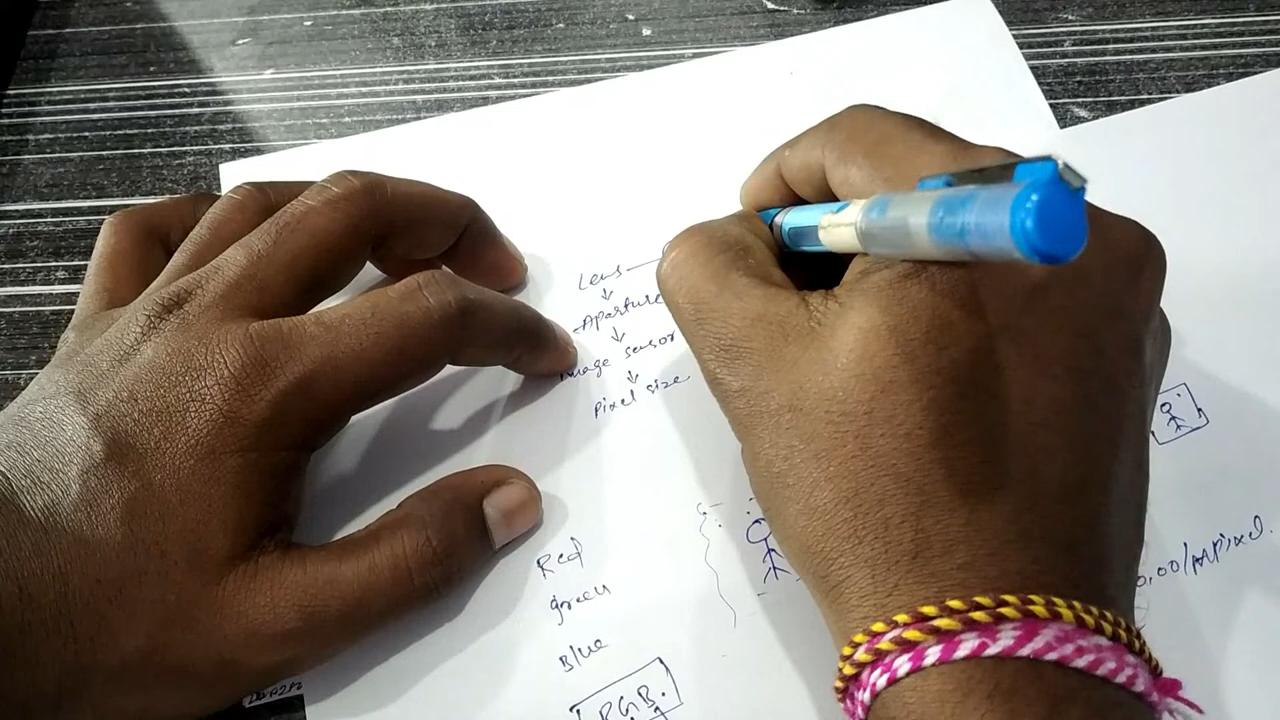 Lens
Aparture
Image sensor
Pixel size
Red
green
Blue
RGB.